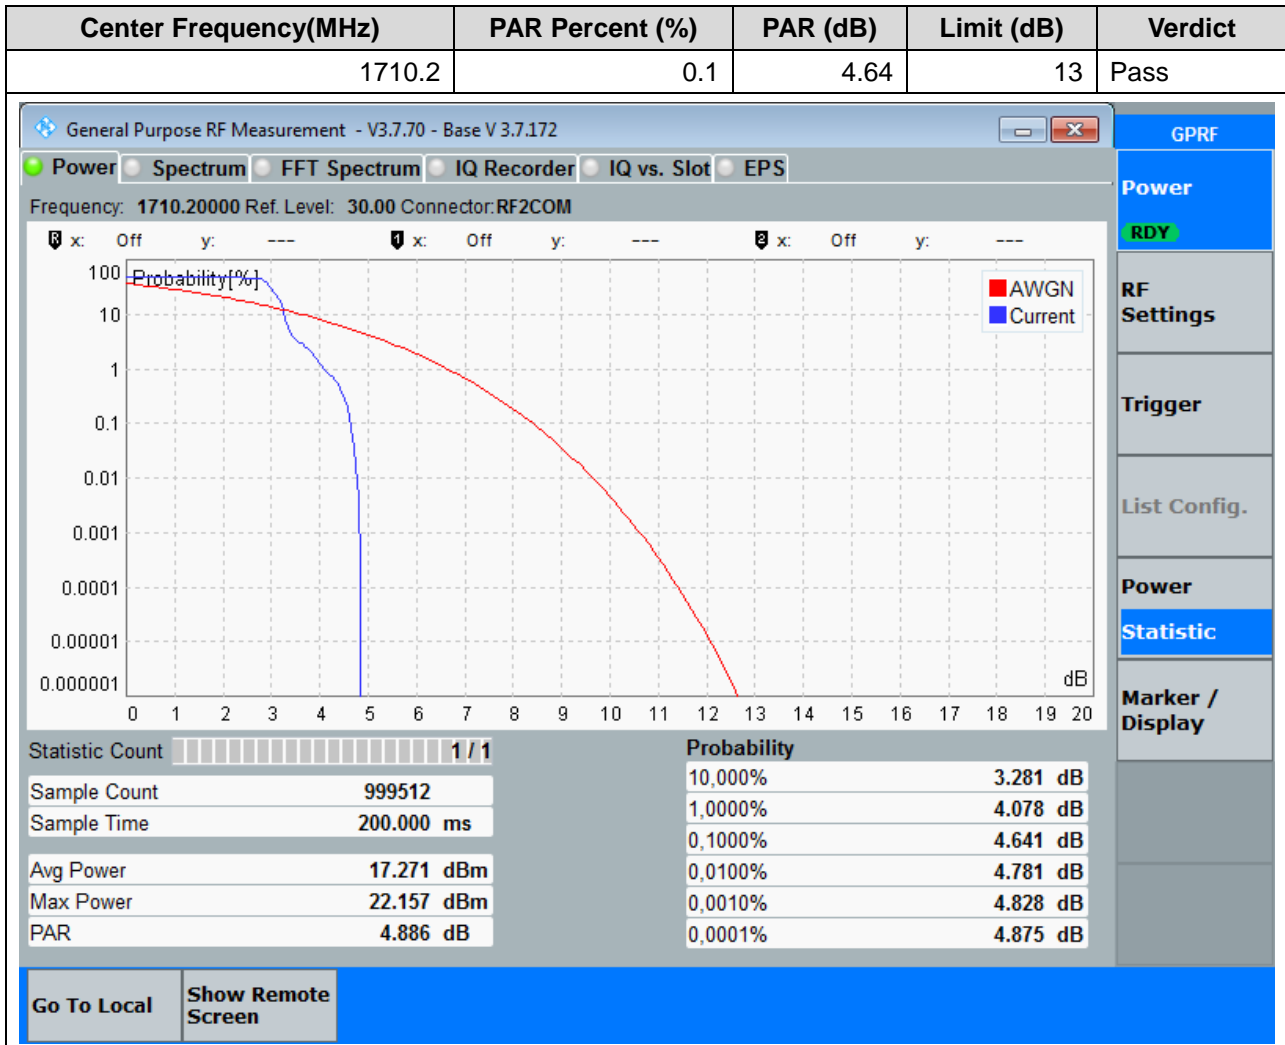 Center Frequency(MHz) PAR Percent (%) PAR (dB) Limit (dB) Verdict
1710.2 0.1 4.64 13 Pass
General Purpose RF Measurement - V3.7.70 - Base V 3.7.172
GPRF
Power Spectrum FFT Spectrum IQ Recorder IQ vs. Slot EPS
Power
RDY
Frequency: 1710.20000 Ref. Level: 30.00 Connector:RF2COM
R x: Off y: --- 1 x: Off y: --- 2 x: Off y: ---
Probability[%]
AWGN
Current
100
10
1
0.1
0.01
0.001
0.0001
0.00001
0.000001
dB
0 1 2 3 4 5 6 7 8 9 10 11 12 13 14 15 16 17 18 19 20
RF
Settings
Trigger
List Config.
Power
Statistic
Marker /
Display
Statistic Count 1 / 1
Sample Count 999512
Sample Time 200.000 ms
Avg Power 17.271 dBm
Max Power 22.157 dBm
PAR 4.886 dB
Probability
10,000% 3.281 dB
1,0000% 4.078 dB
0,1000% 4.641 dB
0,0100% 4.781 dB
0,0010% 4.828 dB
0,0001% 4.875 dB
Go To Local
Show Remote
Screen